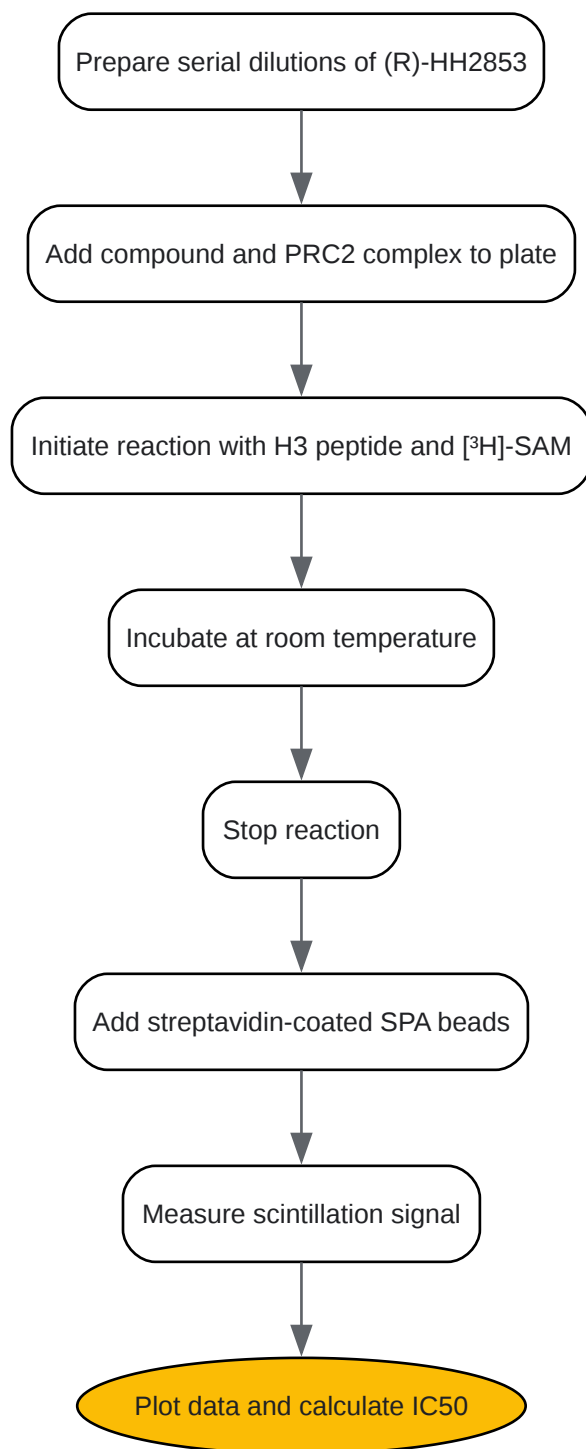 Prepare serial dilutions of (R)-HH2853
Add compound and PRC2 complex to plate
Initiate reaction with H3 peptide and [³H]-SAM
Incubate at room temperature
Stop reaction
Add streptavidin-coated SPA beads
Measure scintillation signal
Plot data and calculate IC50